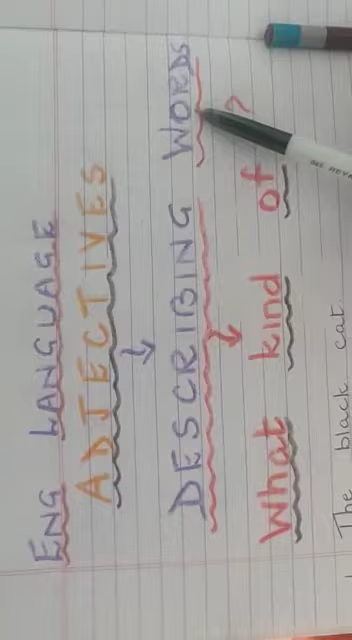 ENG LANGUAGE
ADJECTIVES
↓
DESCRIBING WORDS
↓ ?
What kind of
The black cat